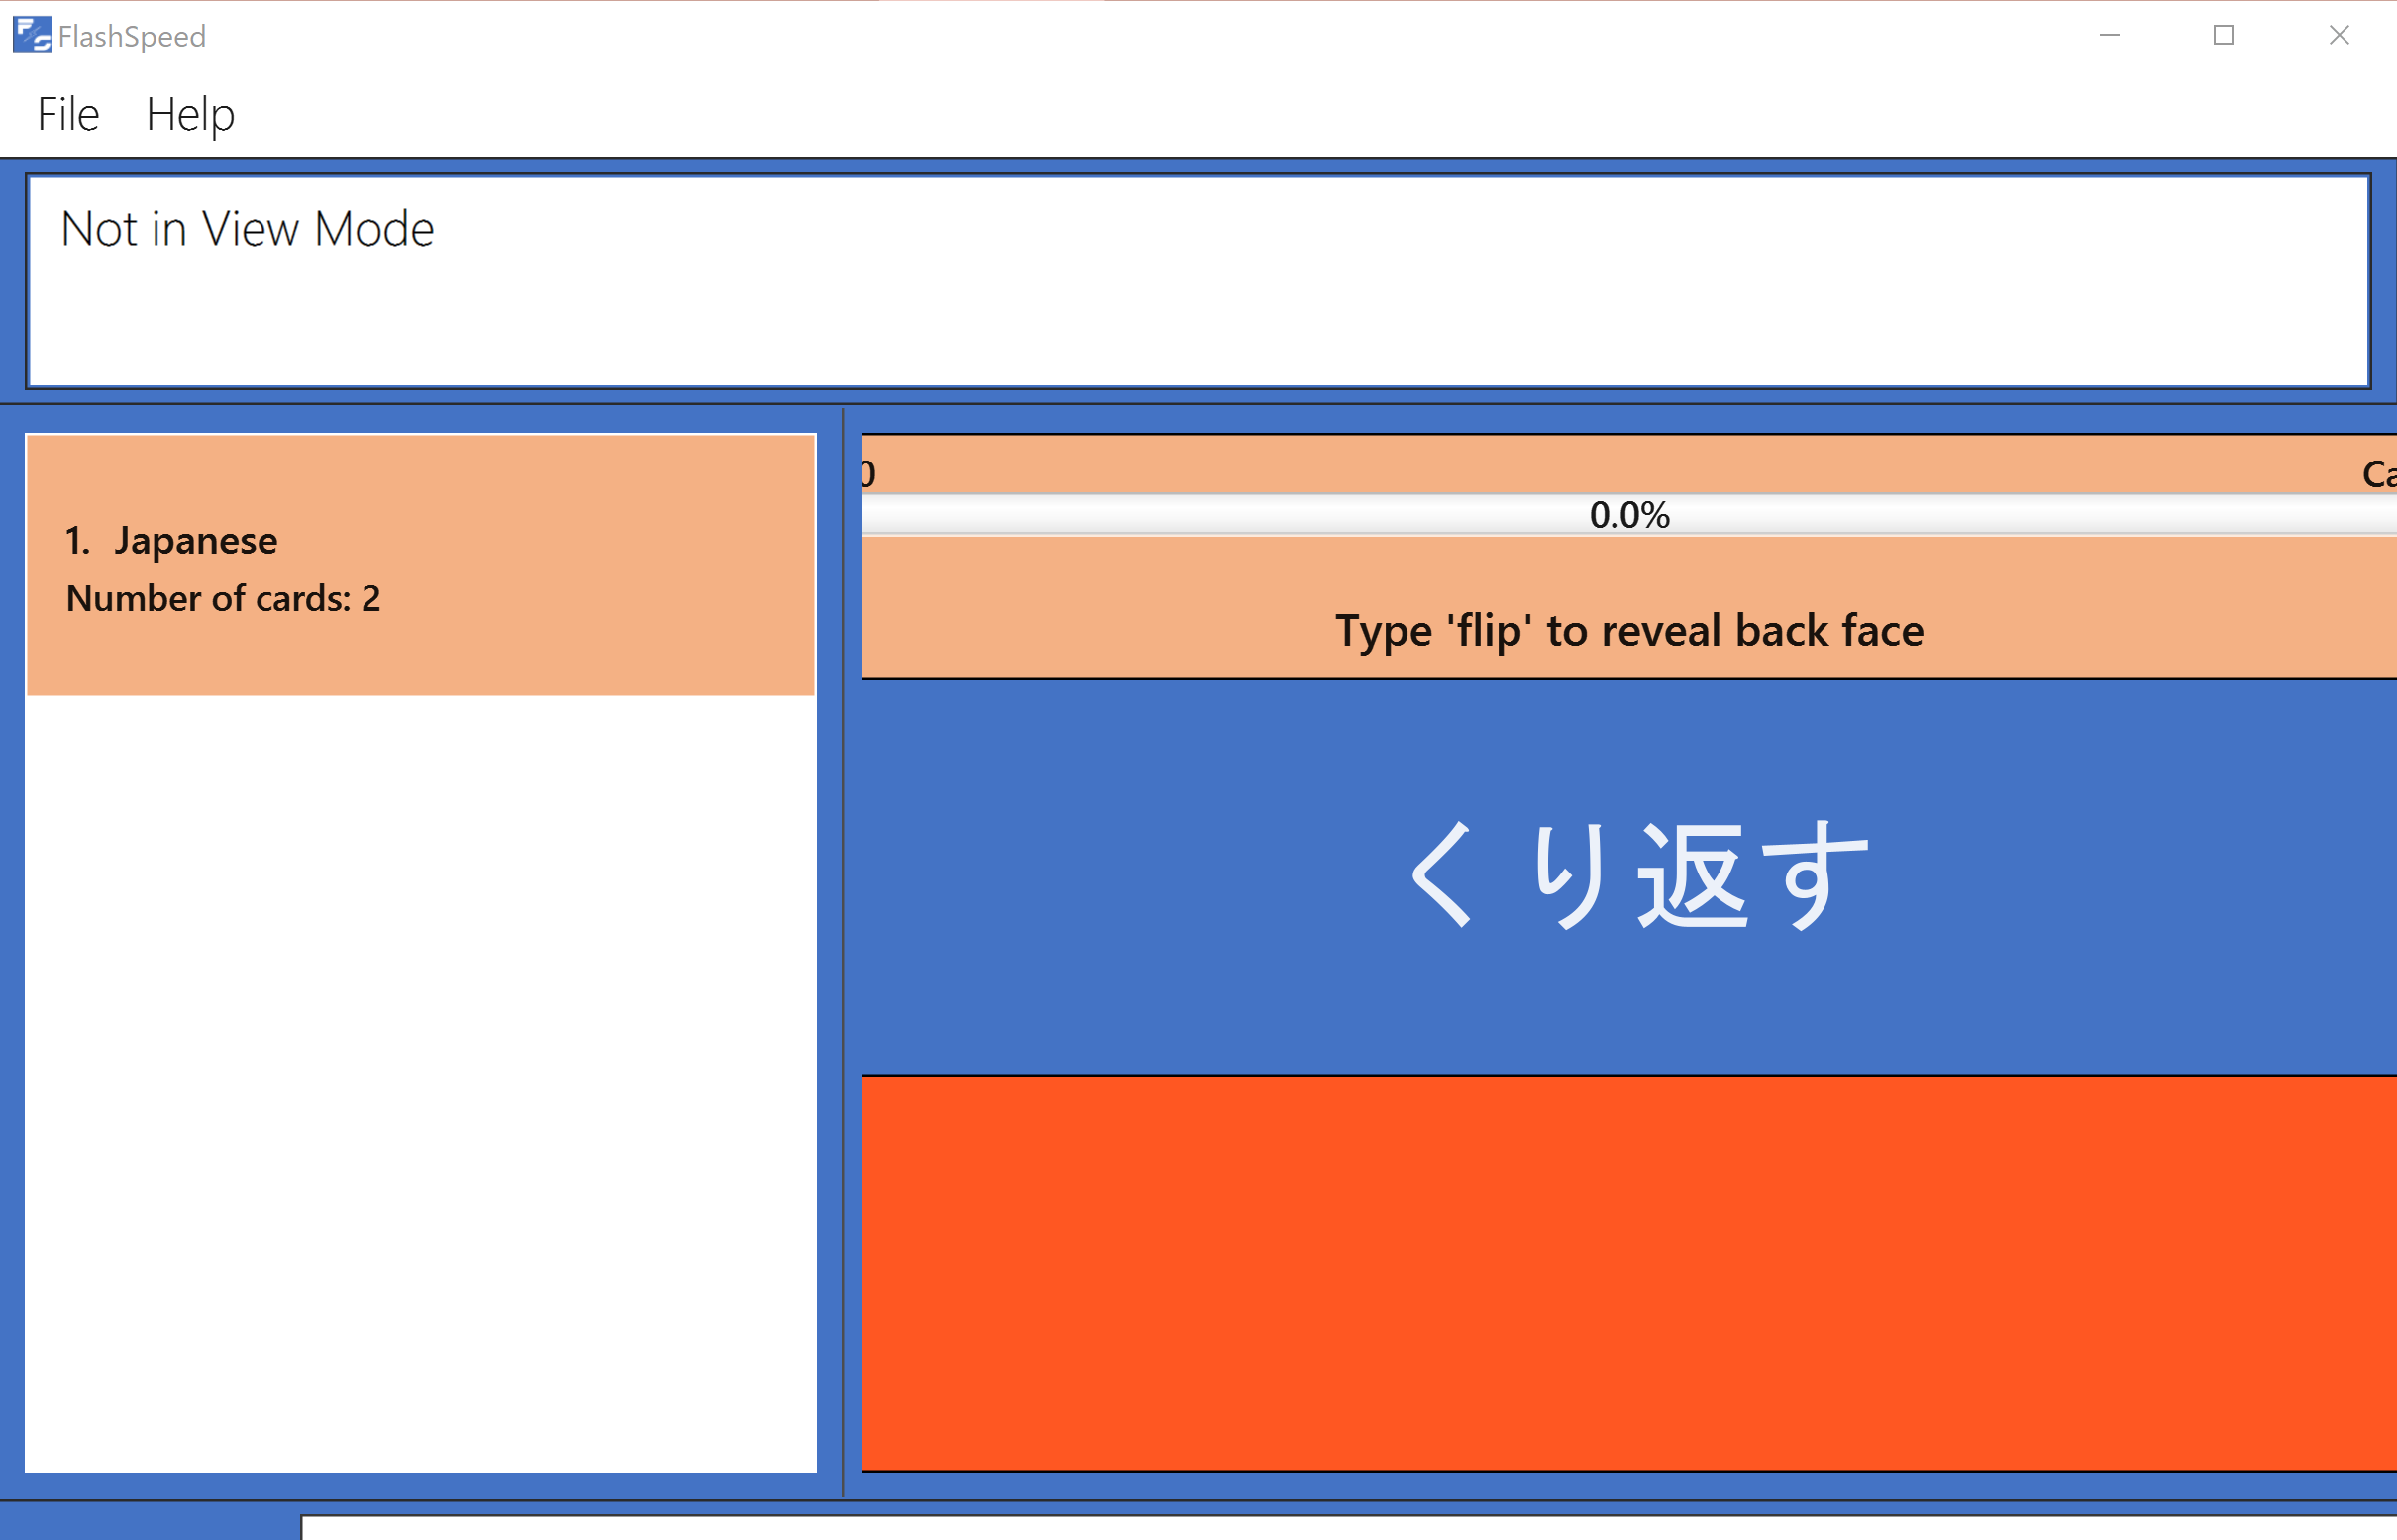 FlashSpeed
File Help
Not in View Mode
1. Japanese
Number of cards: 2
0
0.0%
Type 'flip' to reveal back face
くり返す